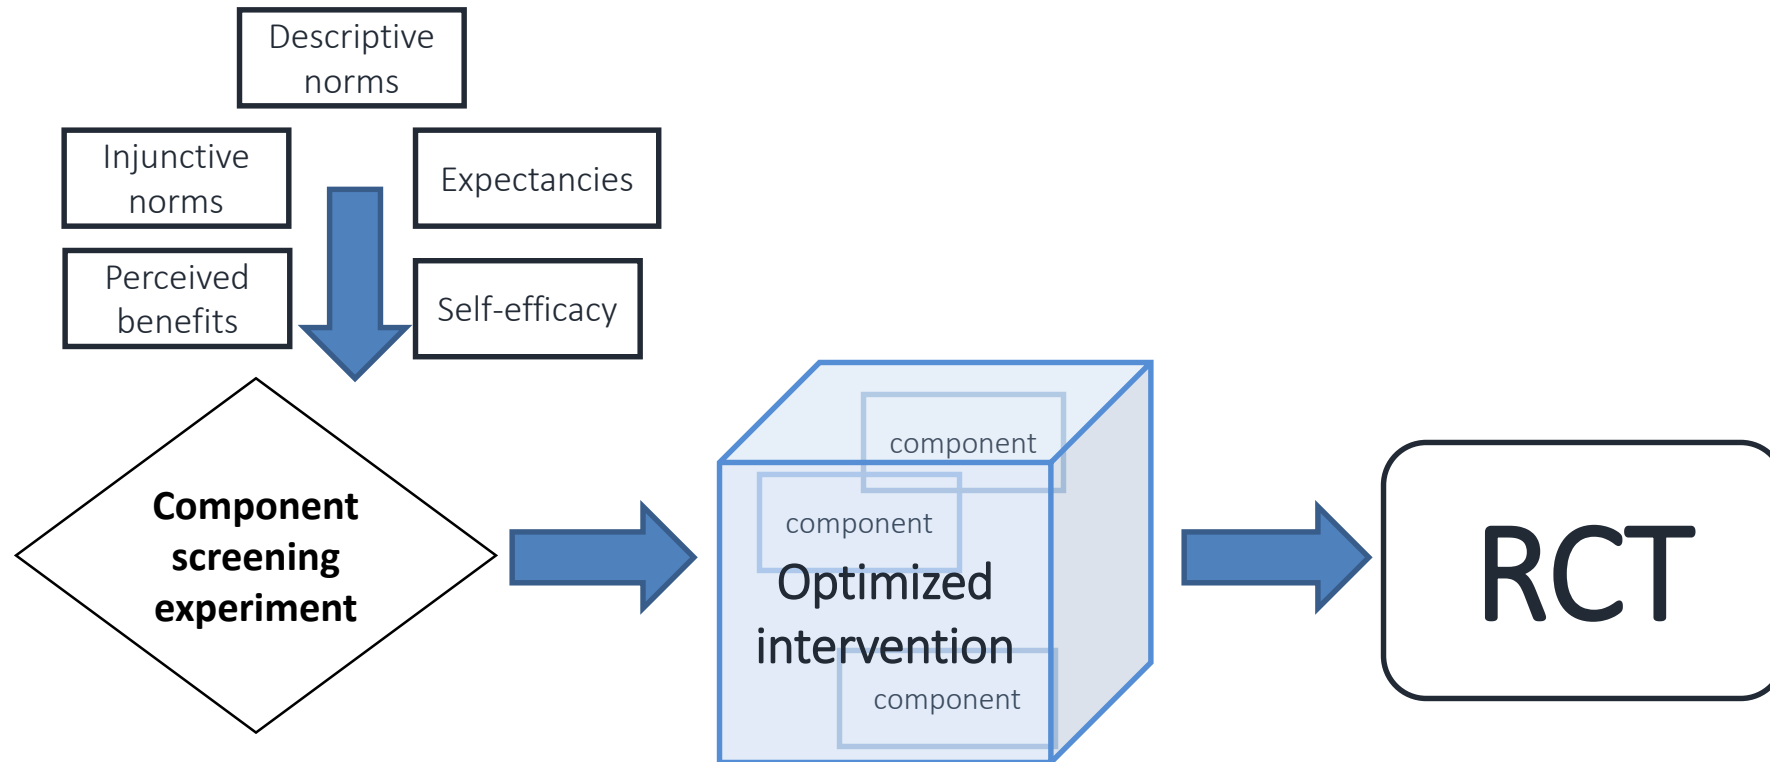 Descriptive
norms
Injunctive
norms
Expectancies
Perceived
benefits
Self-efficacy
Component
screening
experiment
component
component
Optimized
intervention
component
RCT